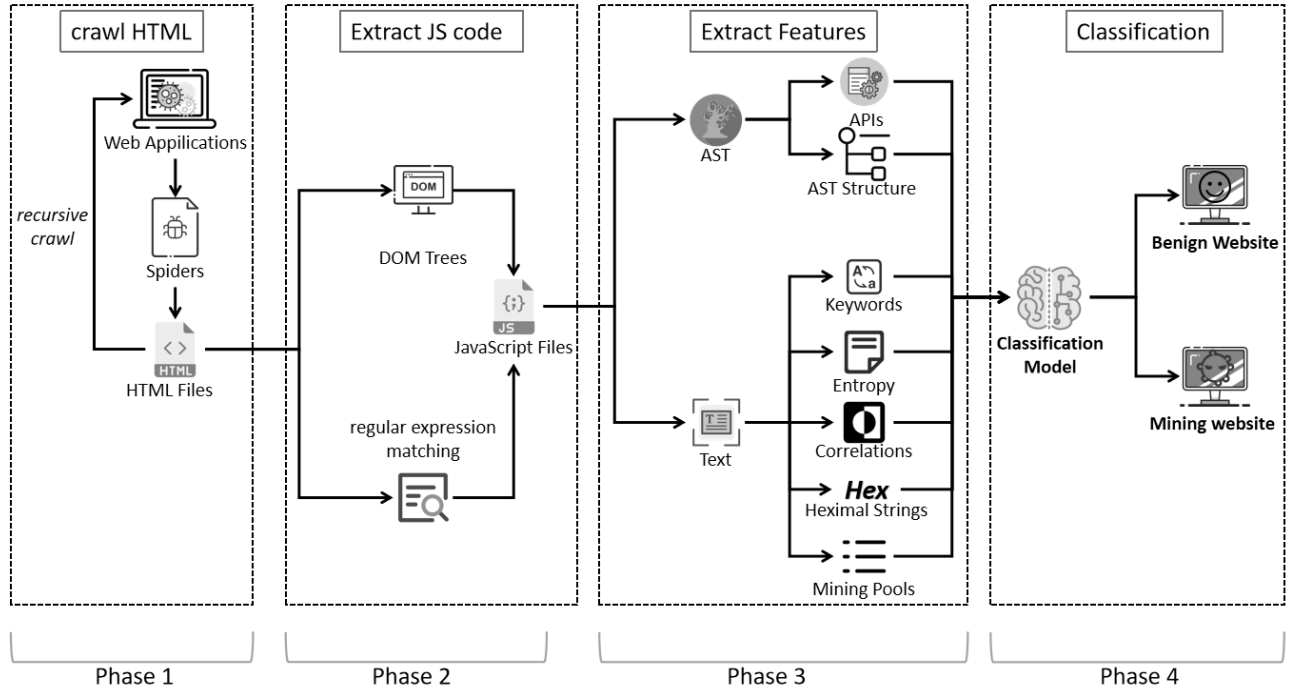 crawl HTML
Web Appilications
recursive
crawl
Spiders
HTML
HTML Files
Phase 1
Extract JS code
DOM
DOM Trees
{;}
JS
JavaScript Files
regular expression
matching
Phase 2
Extract Features
AST
APIs
AST Structure
A
a
Keywords
Entropy
T
Text
Correlations
Hex
Heximal Strings
Mining Pools
Phase 3
Classification
Classification
Model
Benign Website
Mining website
Phase 4